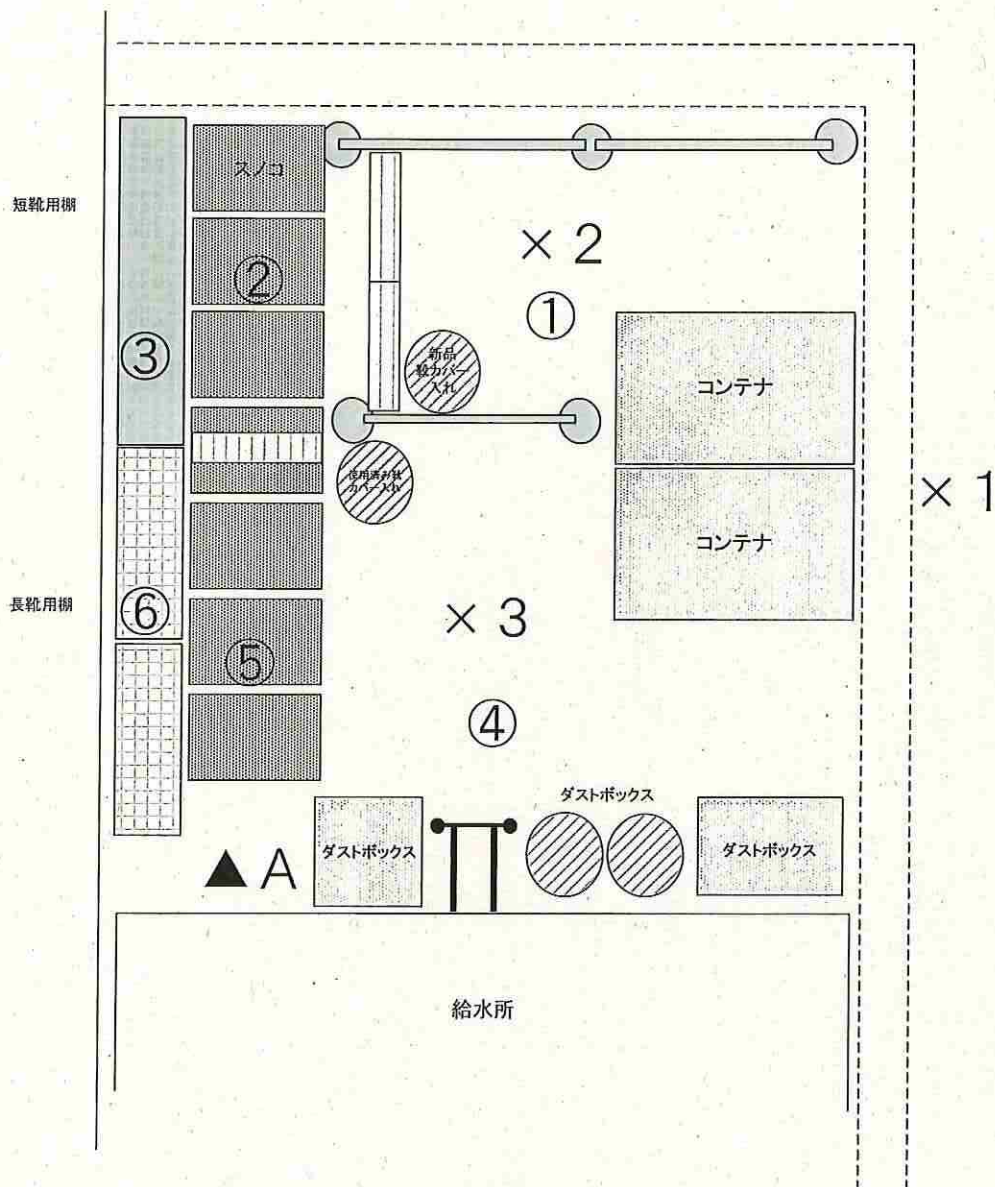 短靴用棚
スノコ
×2
②
①
③
新品
靴カバー
入れ
コンテナ
使用済み靴
カバー入れ
×1
コンテナ
長靴用棚
⑥
×3
⑤
④
ダストボックス
▲A
ダストボックス
ダストボックス
給水所